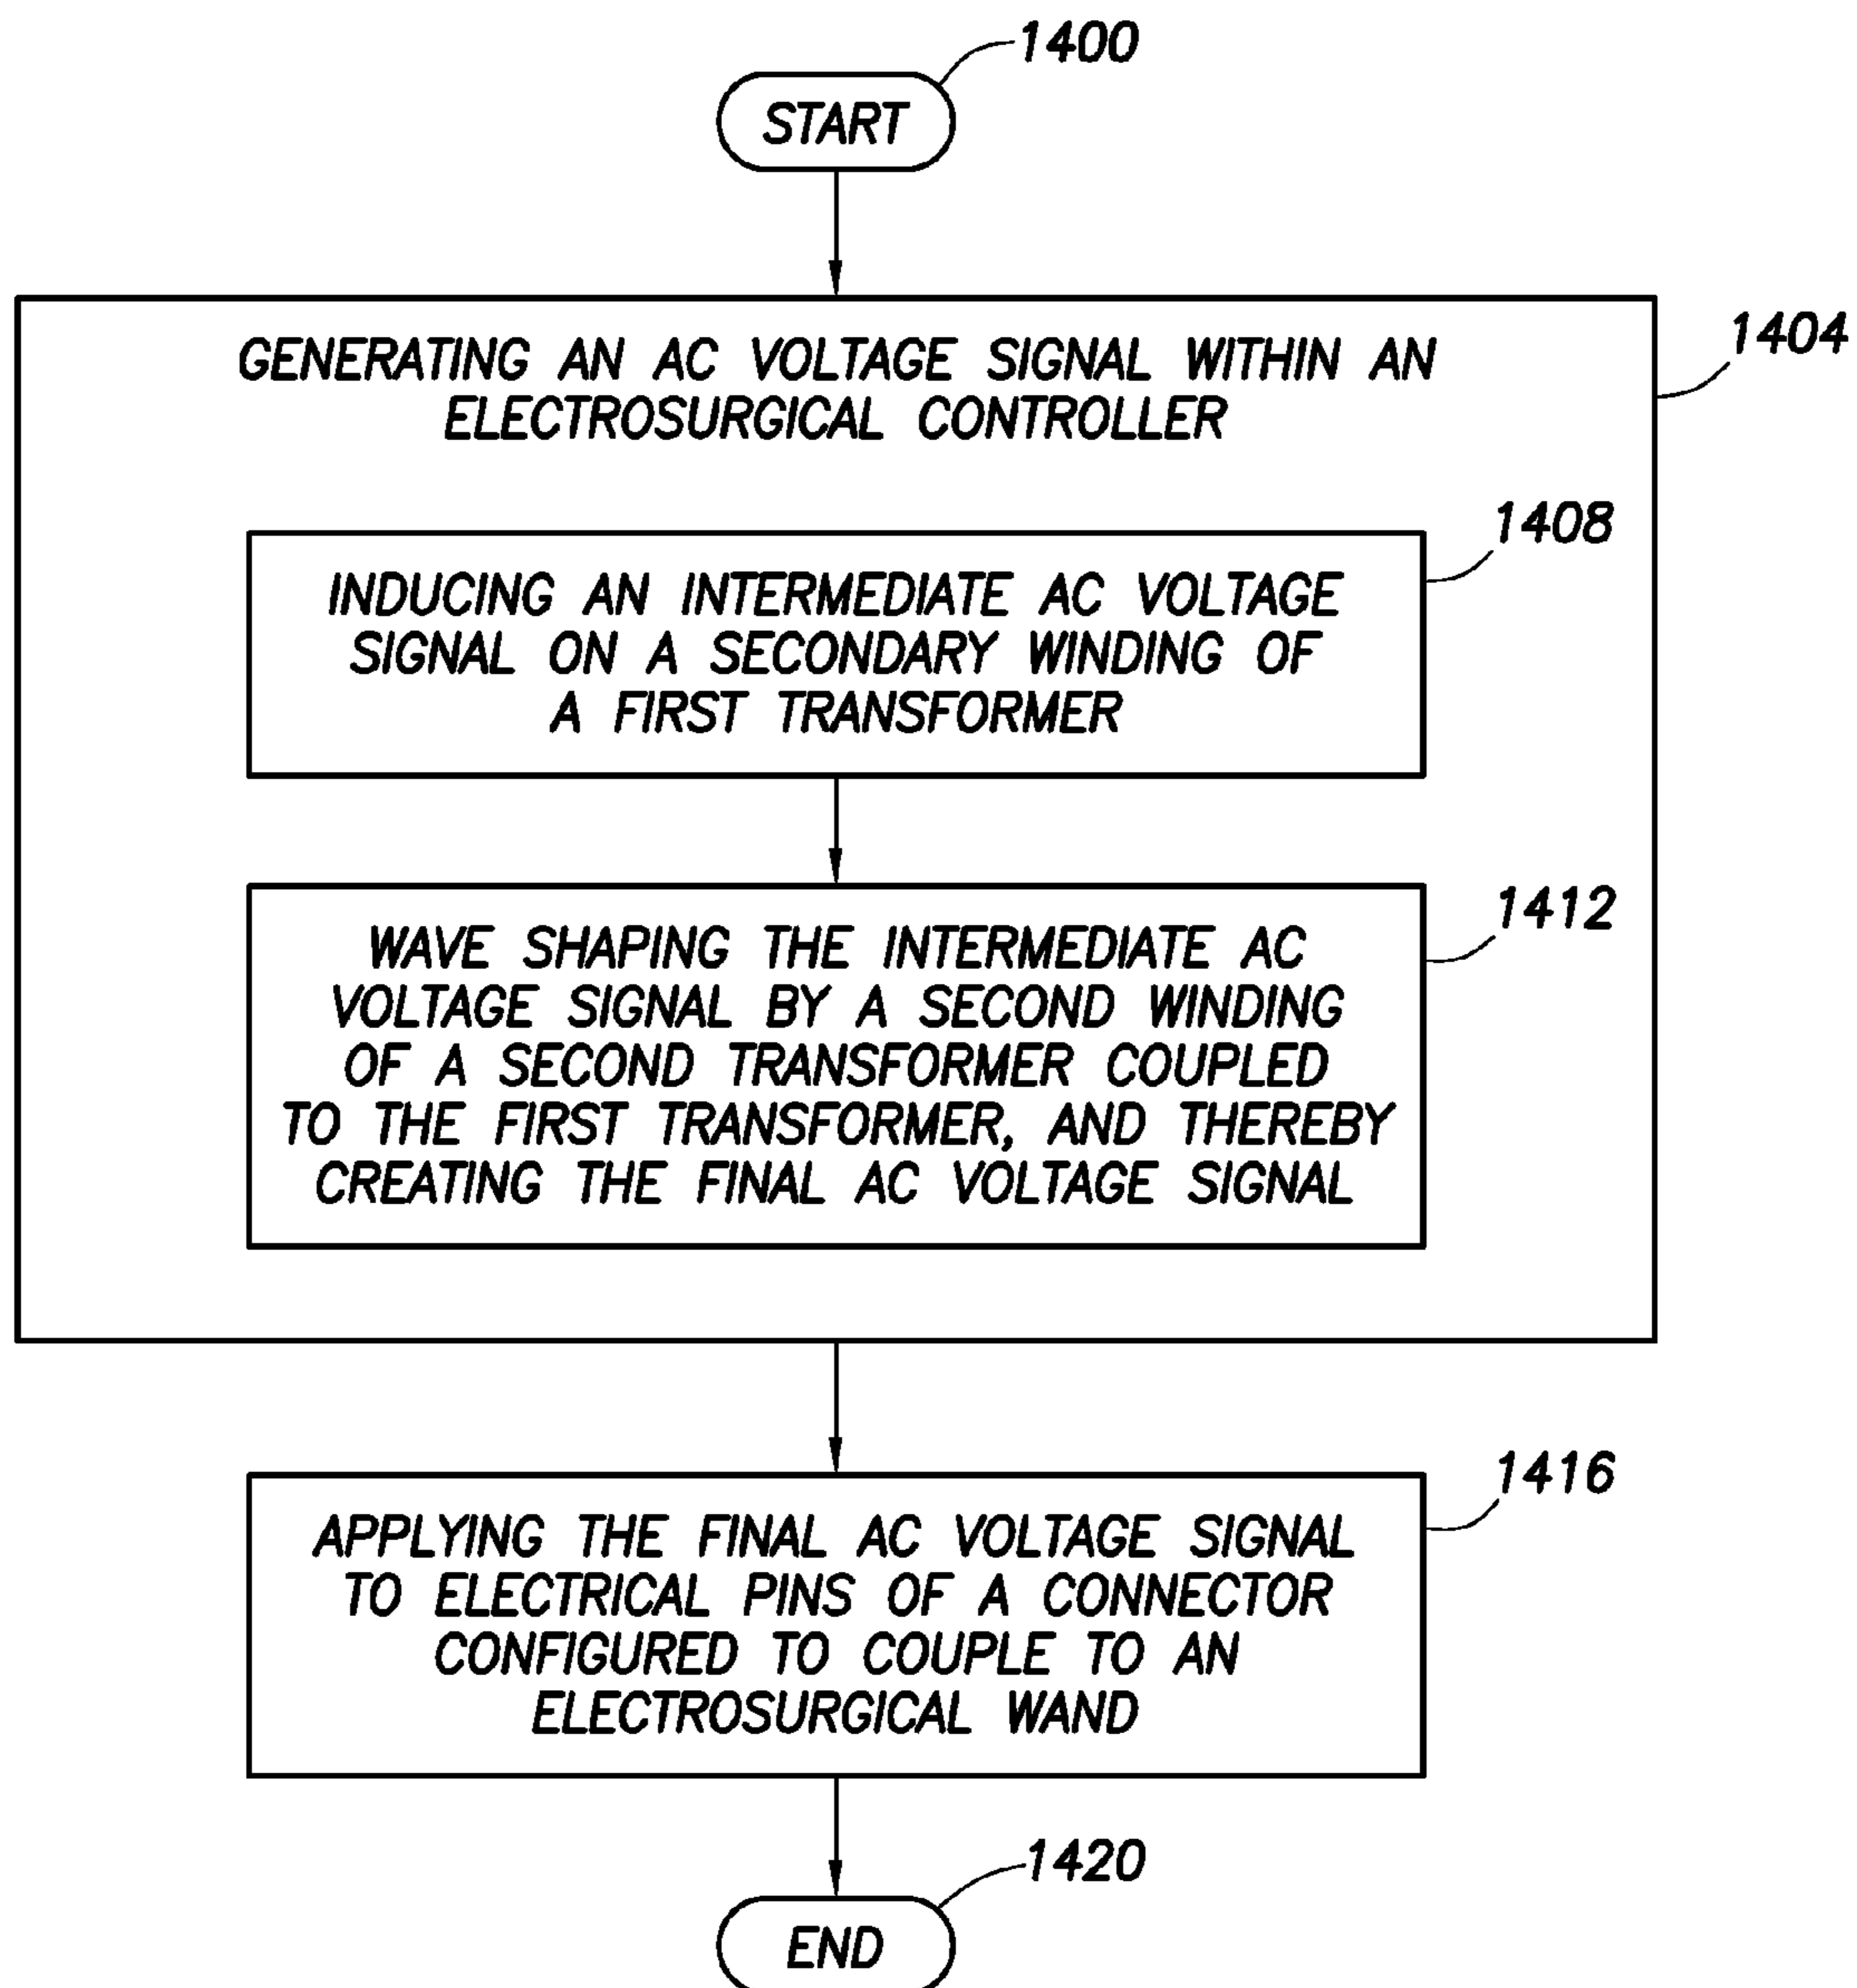 1400
START
1404
GENERATING AN AC VOLTAGE SIGNAL WITHIN AN
ELECTROSURGICAL CONTROLLER
1408
INDUCING AN INTERMEDIATE AC VOLTAGE
SIGNAL ON A SECONDARY WINDING OF
A FIRST TRANSFORMER
1412
WAVE SHAPING THE INTERMEDIATE AC
VOLTAGE SIGNAL BY A SECOND WINDING
OF A SECOND TRANSFORMER COUPLED
TO THE FIRST TRANSFORMER, AND THEREBY
CREATING THE FINAL AC VOLTAGE SIGNAL
1416
APPLYING THE FINAL AC VOLTAGE SIGNAL
TO ELECTRICAL PINS OF A CONNECTOR
CONFIGURED TO COUPLE TO AN
ELECTROSURGICAL WAND
1420
END